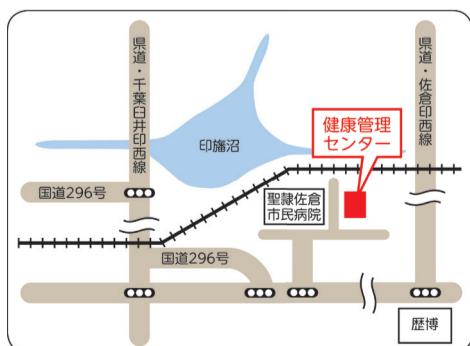 県道・千葉臼井印西線
県道・佐倉印西線
印旛沼
健康管理
センター
国道296号
聖隷佐倉
市民病院
国道296号
歴博